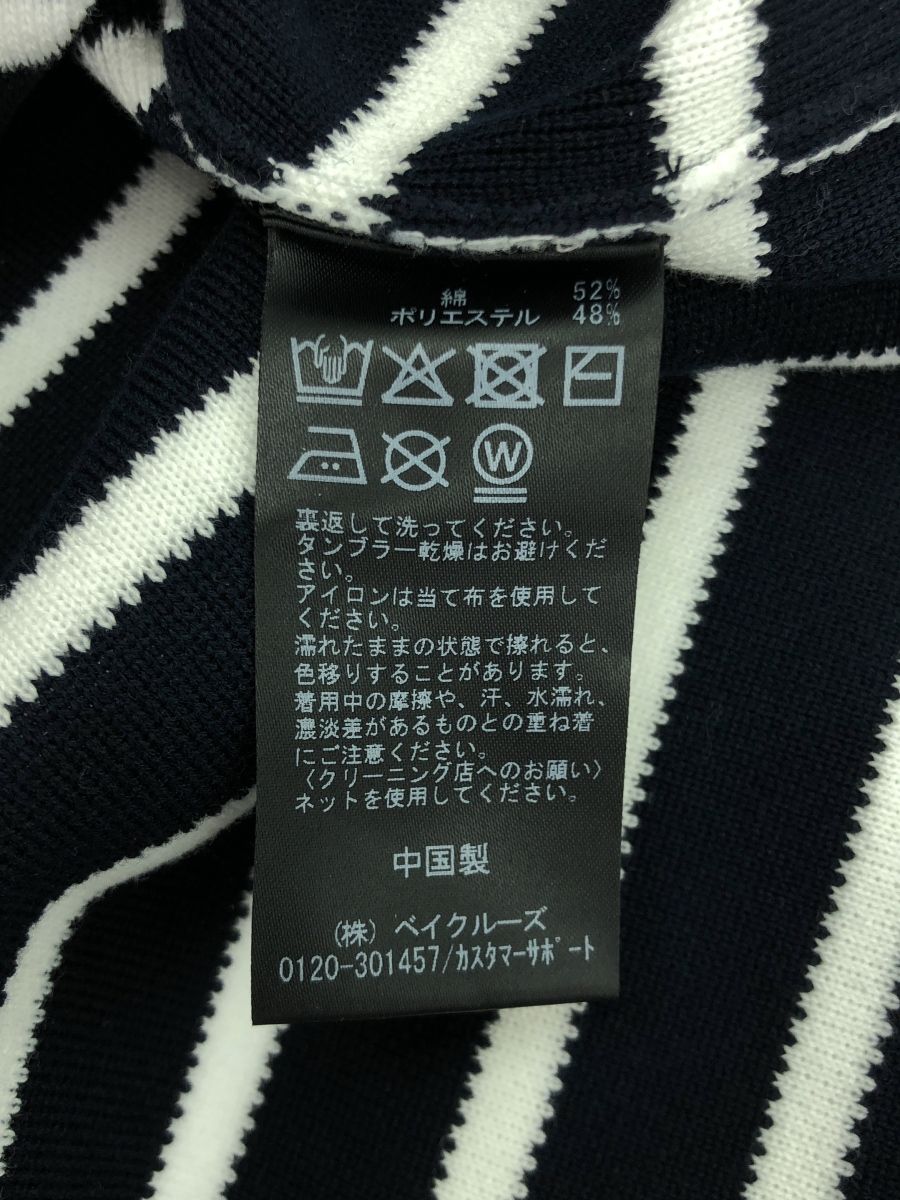 綿 52%
ポリエステル 48%
W
裏返して洗ってください。
タンブラー乾燥はお避けくだ
さい。
アイロンは当て布を使用して
ください。
濡れたままの状態で擦れると、
色移りすることがあります。
着用中の摩擦や、汗、水濡れ、
濃淡差があるものとの重ね着
にご注意ください。
〈クリーニング店へのお願い〉
ネットを使用してください。
中国製
(株) ベイクルーズ
0120-301457/ｶｽﾀﾏｰｻﾎﾟｰﾄ